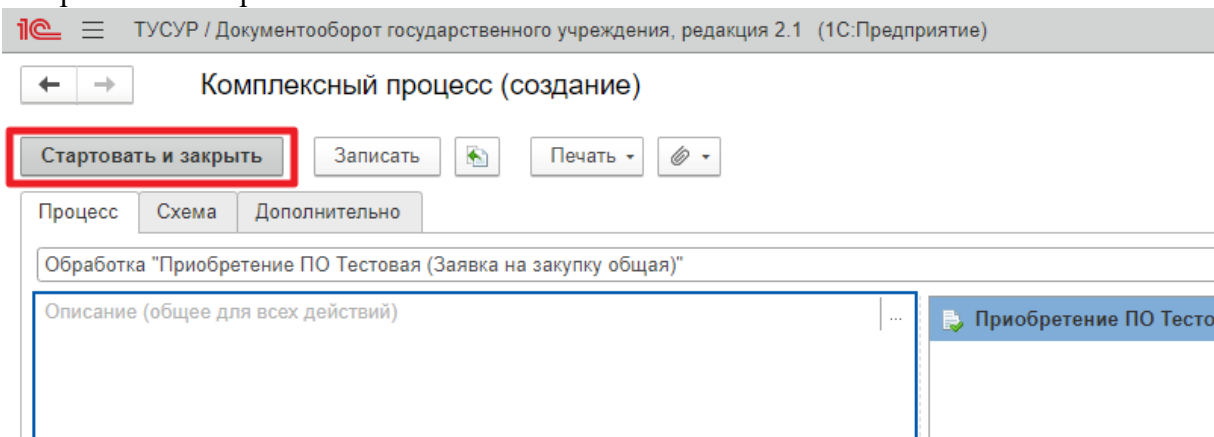 1С ТУСУР / Документооборот государственного учреждения, редакция 2.1 (1С:Предприятие)
Комплексный процесс (создание)
Стартовать и закрыть Записать Печать
Процесс Схема Дополнительно
Обработка "Приобретение ПО Тестовая (Заявка на закупку общая)"
Описание (общее для всех действий) ...
Приобретение ПО Тесто